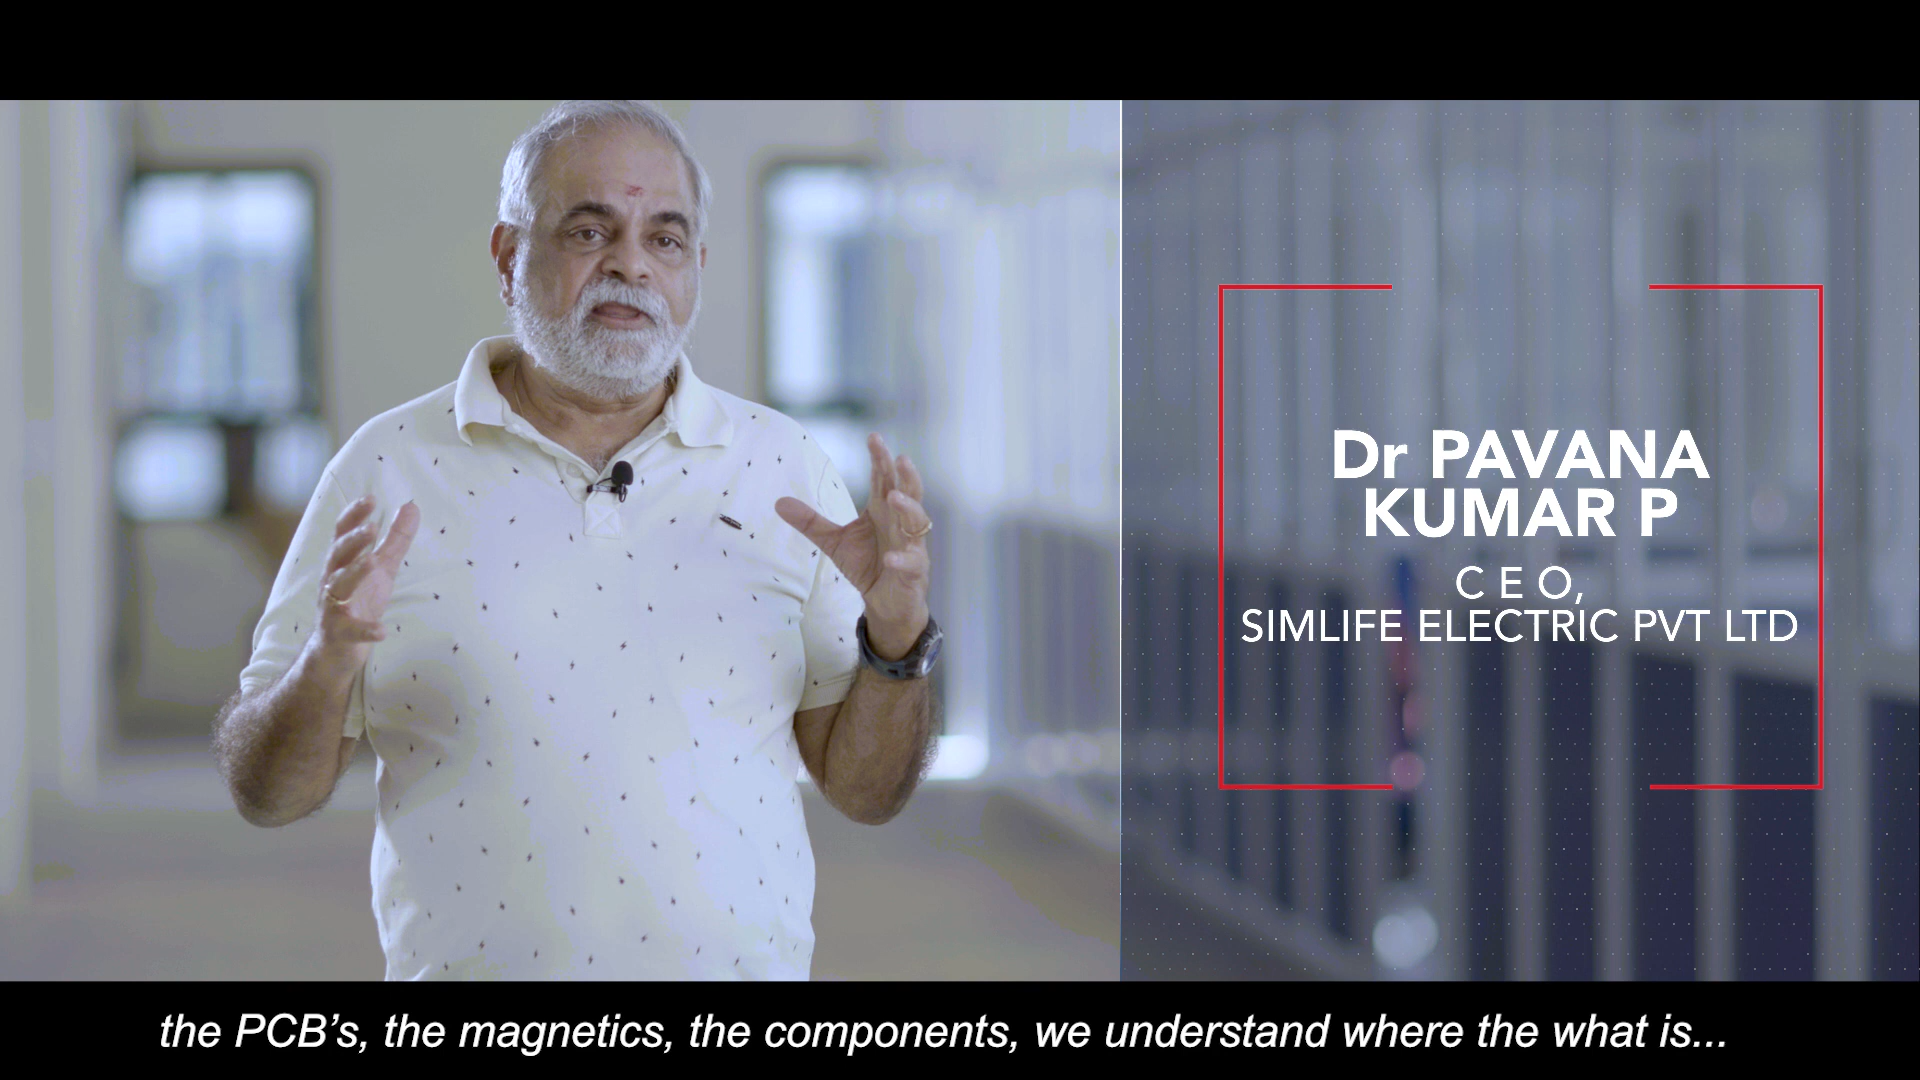 Dr PAVANA
KUMAR P
C E O,
SIMLIFE ELECTRIC PVT LTD
the PCB’s, the magnetics, the components, we understand where the what is...